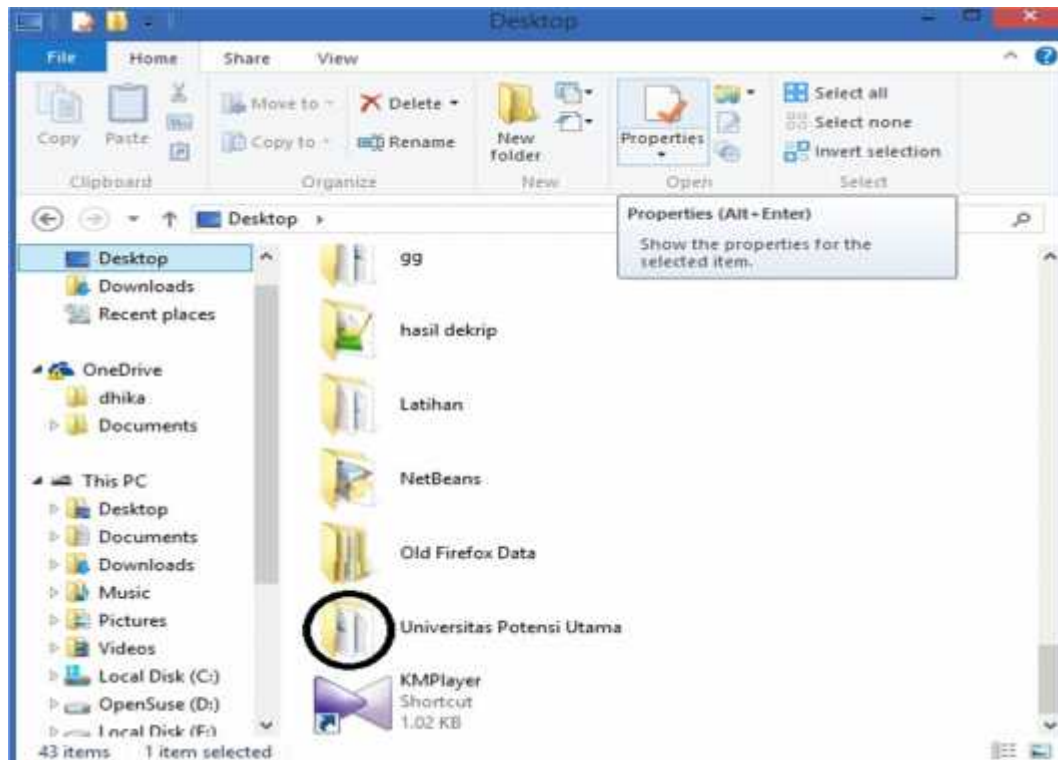 Desktop
File Home Share View
Copy
Paste
Move to
Copy to
Delete
Rename
New folder
Properties
Select all
Select none
Invert selection
Clipboard Organize New Open Select
Desktop
Properties (Alt+Enter)
Show the properties for the
selected item.
Desktop
Downloads
Recent places
OneDrive
dhika
Documents
This PC
Desktop
Documents
Downloads
Music
Pictures
Videos
Local Disk (C:)
OpenSuse (D:)
Local Disk
gg
hasil dekrip
Latihan
NetBeans
Old Firefox Data
Universitas Potensi Utama
KMPlayer
Shortcut
1.02 KB
43 items 1 item selected